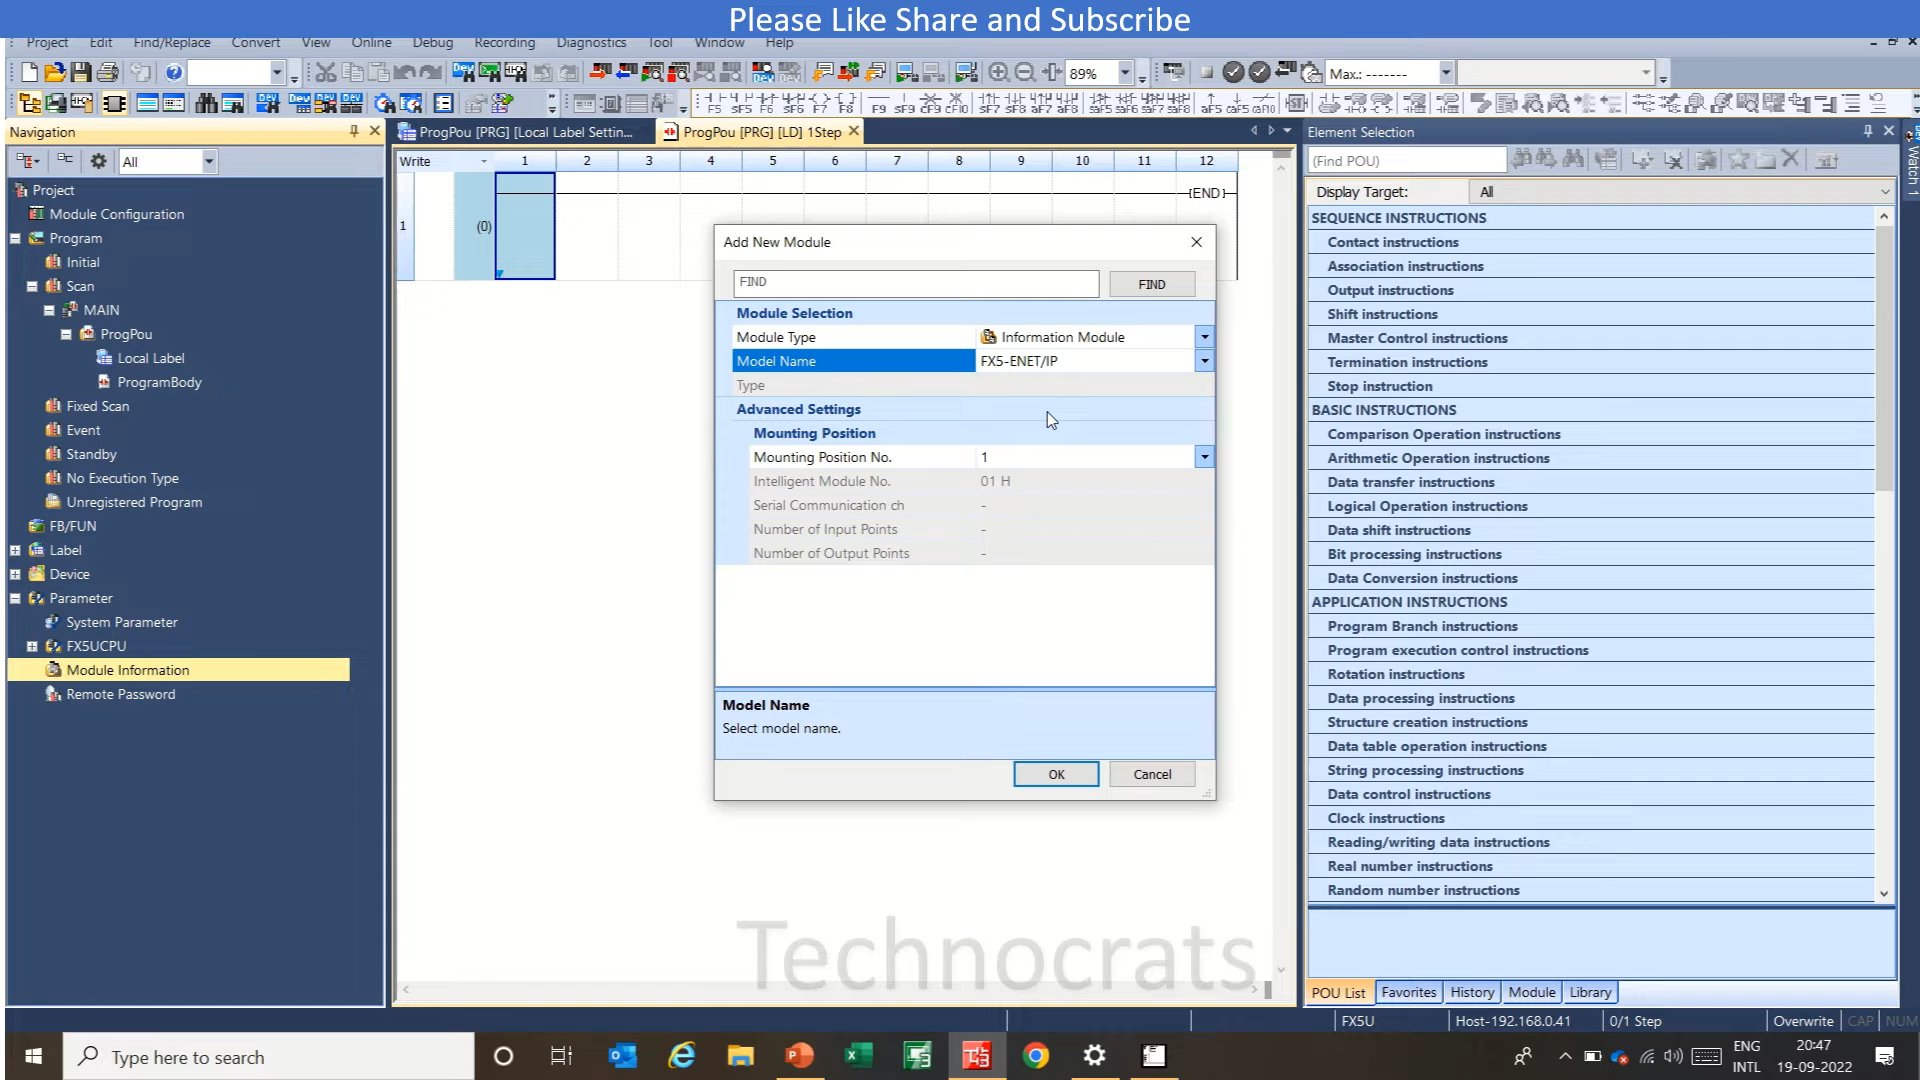 Please Like Share and Subscribe
Project Edit Find/Replace Convert View Online Debug Recording Diagnostics Tool Window Help
89%
Max.: -------
Navigation
ProgPou [PRG] [Local Label Settin...
ProgPou [PRG] [LD] 1Step
Element Selection
All
Write 1 2 3 4 5 6 7 8 9 10 11 12
(Find POU)
Display Target: All
Project
Module Configuration
Program
Initial
Scan
MAIN
ProgPou
Local Label
ProgramBody
Fixed Scan
Event
Standby
No Execution Type
Unregistered Program
FB/FUN
Label
Device
Parameter
System Parameter
FX5UCPU
Module Information
Remote Password
1 (0)
[END]
Add New Module
FIND
FIND
Module Selection
Module Type Information Module
Model Name FX5-ENET/IP
Type
Advanced Settings
Mounting Position
Mounting Position No. 1
Intelligent Module No. 01 H
Serial Communication ch -
Number of Input Points -
Number of Output Points -
Model Name
Select model name.
OK Cancel
SEQUENCE INSTRUCTIONS
Contact instructions
Association instructions
Output instructions
Shift instructions
Master Control instructions
Termination instructions
Stop instruction
BASIC INSTRUCTIONS
Comparison Operation instructions
Arithmetic Operation instructions
Data transfer instructions
Logical Operation instructions
Data shift instructions
Bit processing instructions
Data Conversion instructions
APPLICATION INSTRUCTIONS
Program Branch instructions
Program execution control instructions
Rotation instructions
Data processing instructions
Structure creation instructions
Data table operation instructions
String processing instructions
Data control instructions
Clock instructions
Reading/writing data instructions
Real number instructions
Random number instructions
Watch 1
Technocrats
POU List Favorites History Module Library
FX5U Host-192.168.0.41 0/1 Step Overwrite CAP NUM
Type here to search
ENG
INTL
20:47
19-09-2022